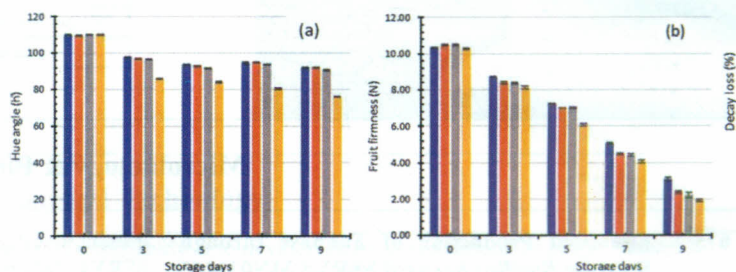 (a)
Hue angle (h)
120
100
80
60
40
20
0
0 3 5 7 9
Storage days
(b)
Fruit firmness (N)
12.00
10.00
8.00
6.00
4.00
2.00
0.00
0 3 5 7 9
Storage days
Decay loss (%)